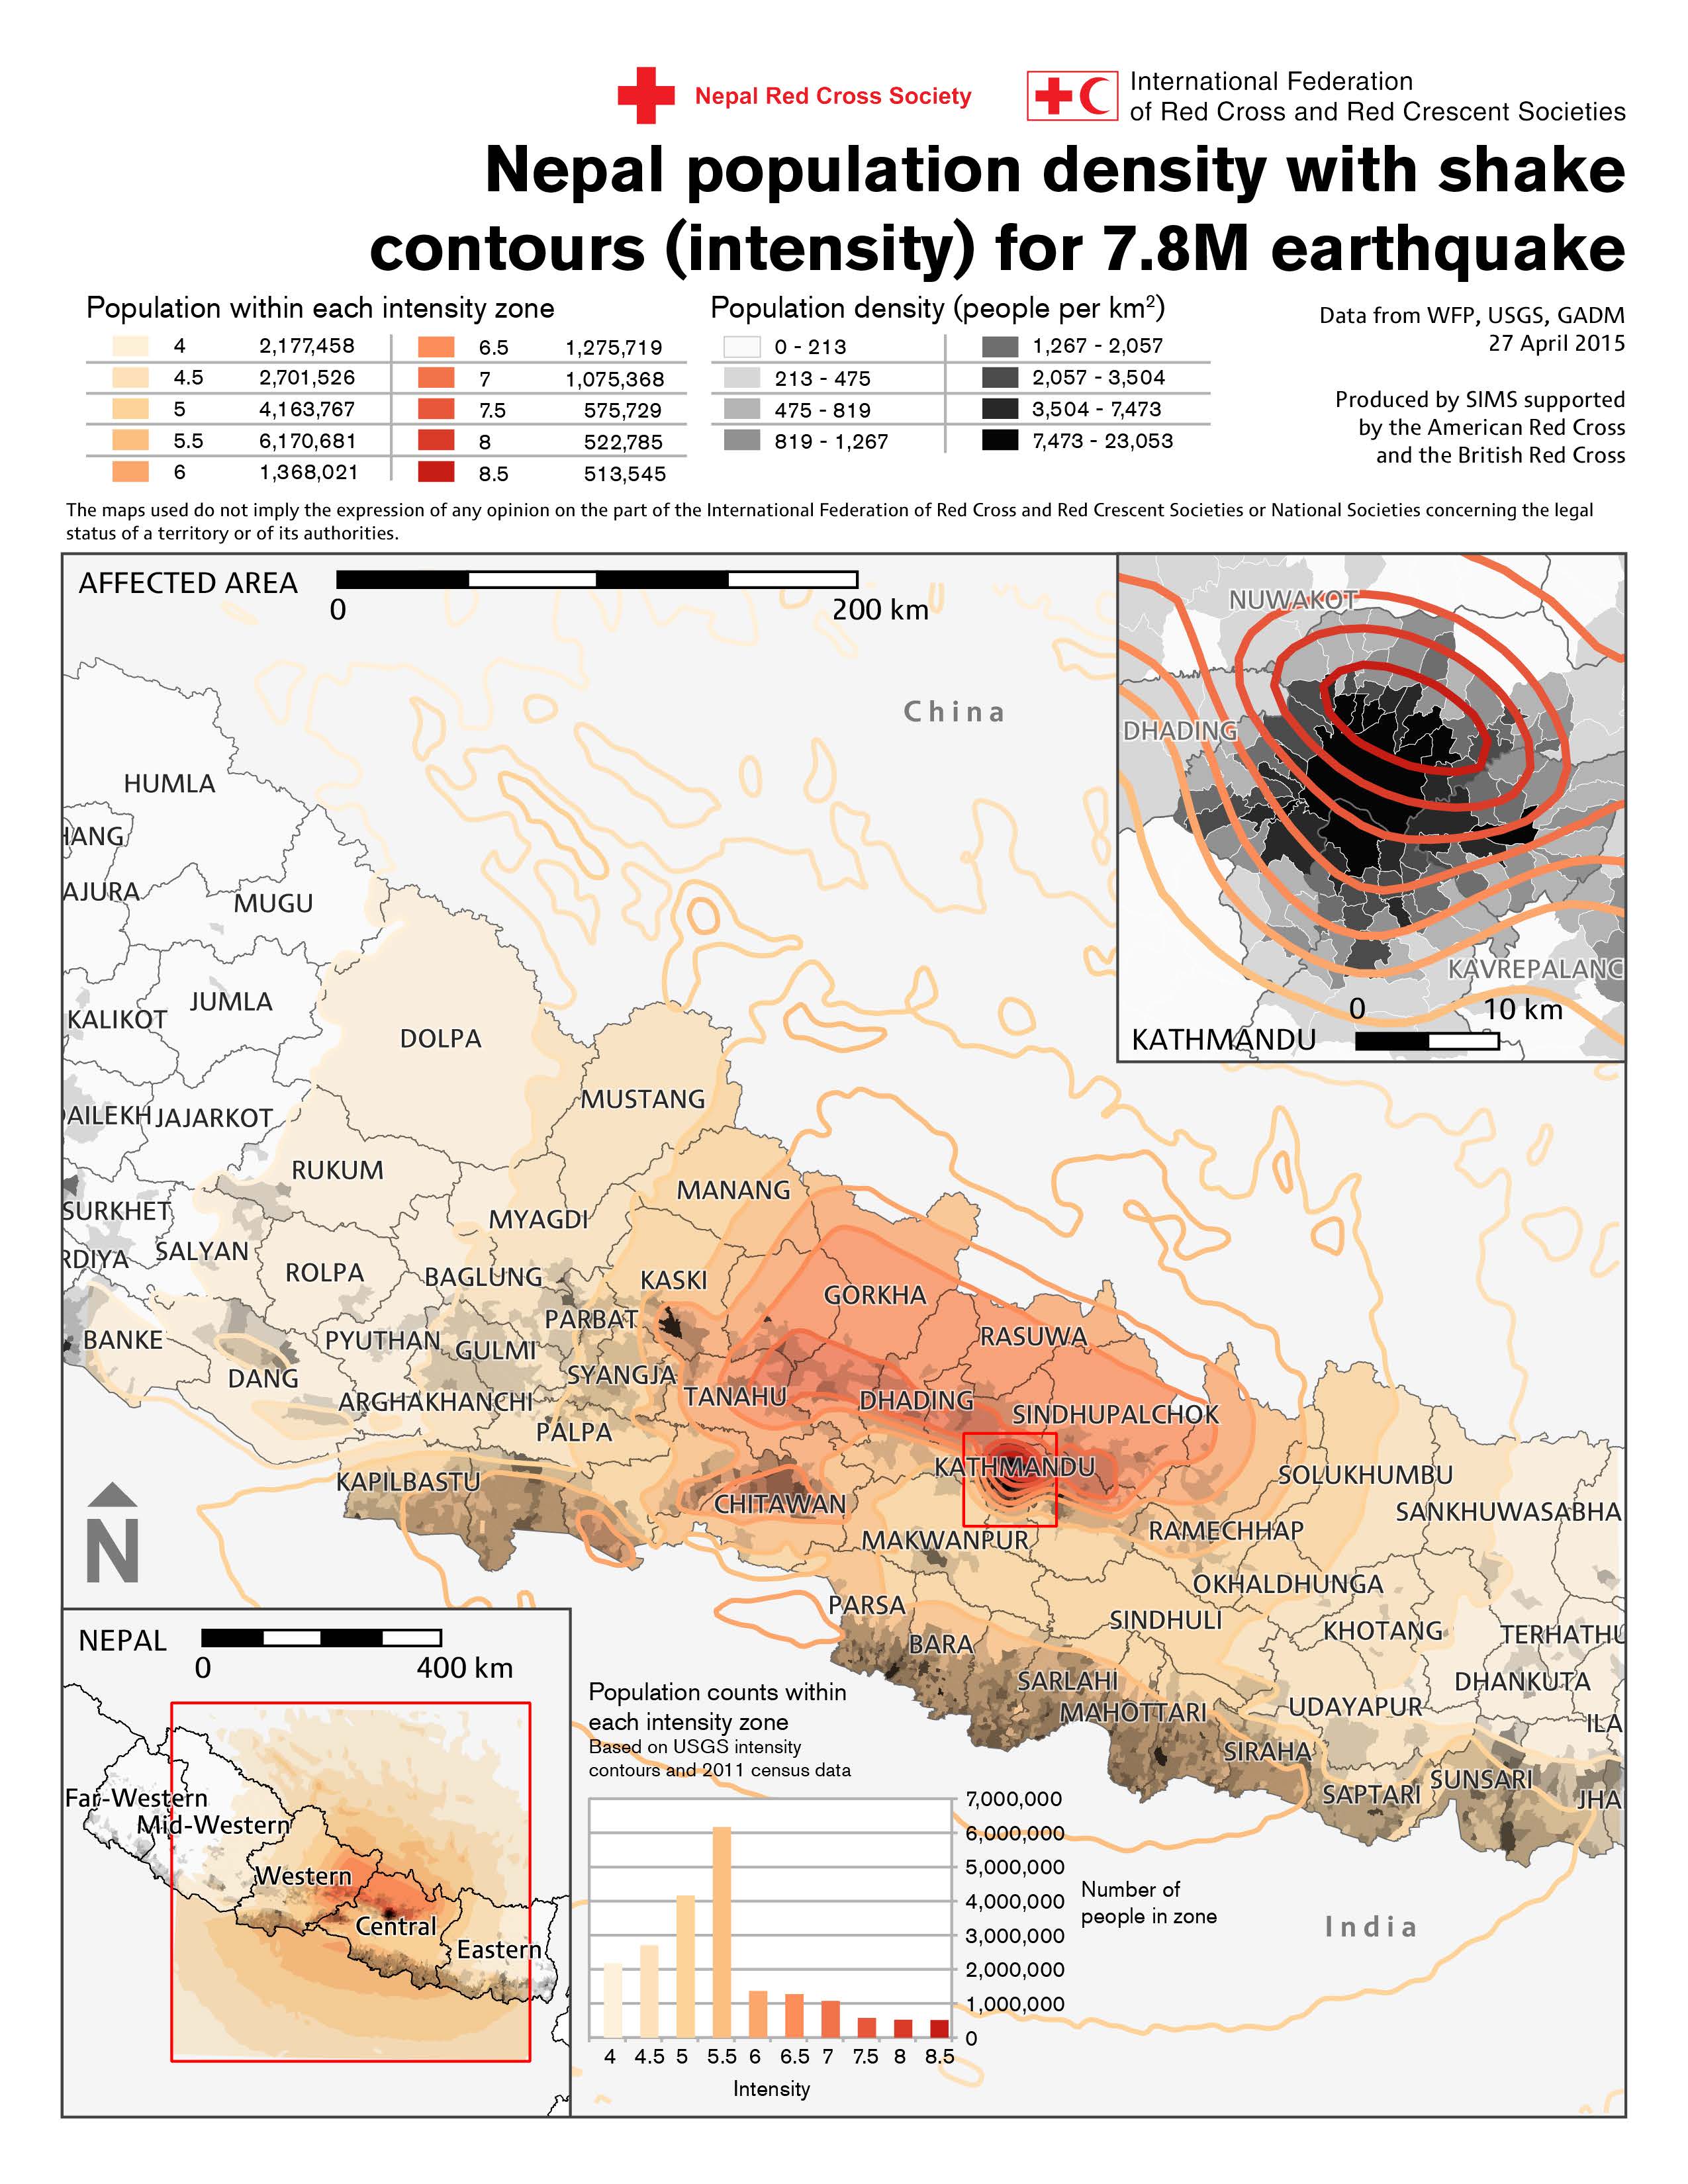 Nepal Red Cross Society
International Federation
of Red Cross and Red Crescent Societies
Nepal population density with shake
contours (intensity) for 7.8M earthquake
Population within each intensity zone
4 2,177,458 6.5 1,275,719
4.5 2,701,526 7 1,075,368
5 4,163,767 7.5 575,729
5.5 6,170,681 8 522,785
6 1,368,021 8.5 513,545
Population density (people per km²)
0 - 213 1,267 - 2,057
213 - 475 2,057 - 3,504
475 - 819 3,504 - 7,473
819 - 1,267 7,473 - 23,053
Data from WFP, USGS, GADM
27 April 2015
Produced by SIMS supported
by the American Red Cross
and the British Red Cross
The maps used do not imply the expression of any opinion on the part of the International Federation of Red Cross and Red Crescent Societies or National Societies concerning the legal
status of a territory or of its authorities.
AFFECTED AREA
0 200 km
China
NUWAKOT
DHADING
KAVREPALANC
0 10 km
KATHMANDU
HUMLA
HANG
AJURA
MUGU
JUMLA
KALIKOT
DOLPA
MUSTANG
AILEKH
JAJARKOT
RUKUM
MANANG
SURKHET
MYAGDI
SALYAN
RDIYA
ROLPA
BAGLUNG
KASKI
GORKHA
PARBAT
RASUWA
BANKE
PYUTHAN
GULMI
DANG
SYANGJA
TANAHU
DHADING
ARGHAKHANCHI
SINDHUPALCHOK
PALPA
KATHMANDU
KAPILBASTU
SOLUKHUMBU
CHITAWAN
SANKHUWASABHA
MAKWANPUR
RAMECHHAP
N
OKHALDHUNGA
PARSA
SINDHULI
KHOTANG
TERHATHU
BARA
SARLAHI
DHANKUTA
MAHOTTARI
UDAYAPUR
ILA
SIRAHA
SAPTARI
SUNSARI
JHA
India
NEPAL
0 400 km
Far-Western
Mid-Western
Western
Central
Eastern
Population counts within
each intensity zone
Based on USGS intensity
contours and 2011 census data
7,000,000
6,000,000
5,000,000
4,000,000
3,000,000
2,000,000
1,000,000
0
Number of
people in zone
4 4.5 5 5.5 6 6.5 7 7.5 8 8.5
Intensity